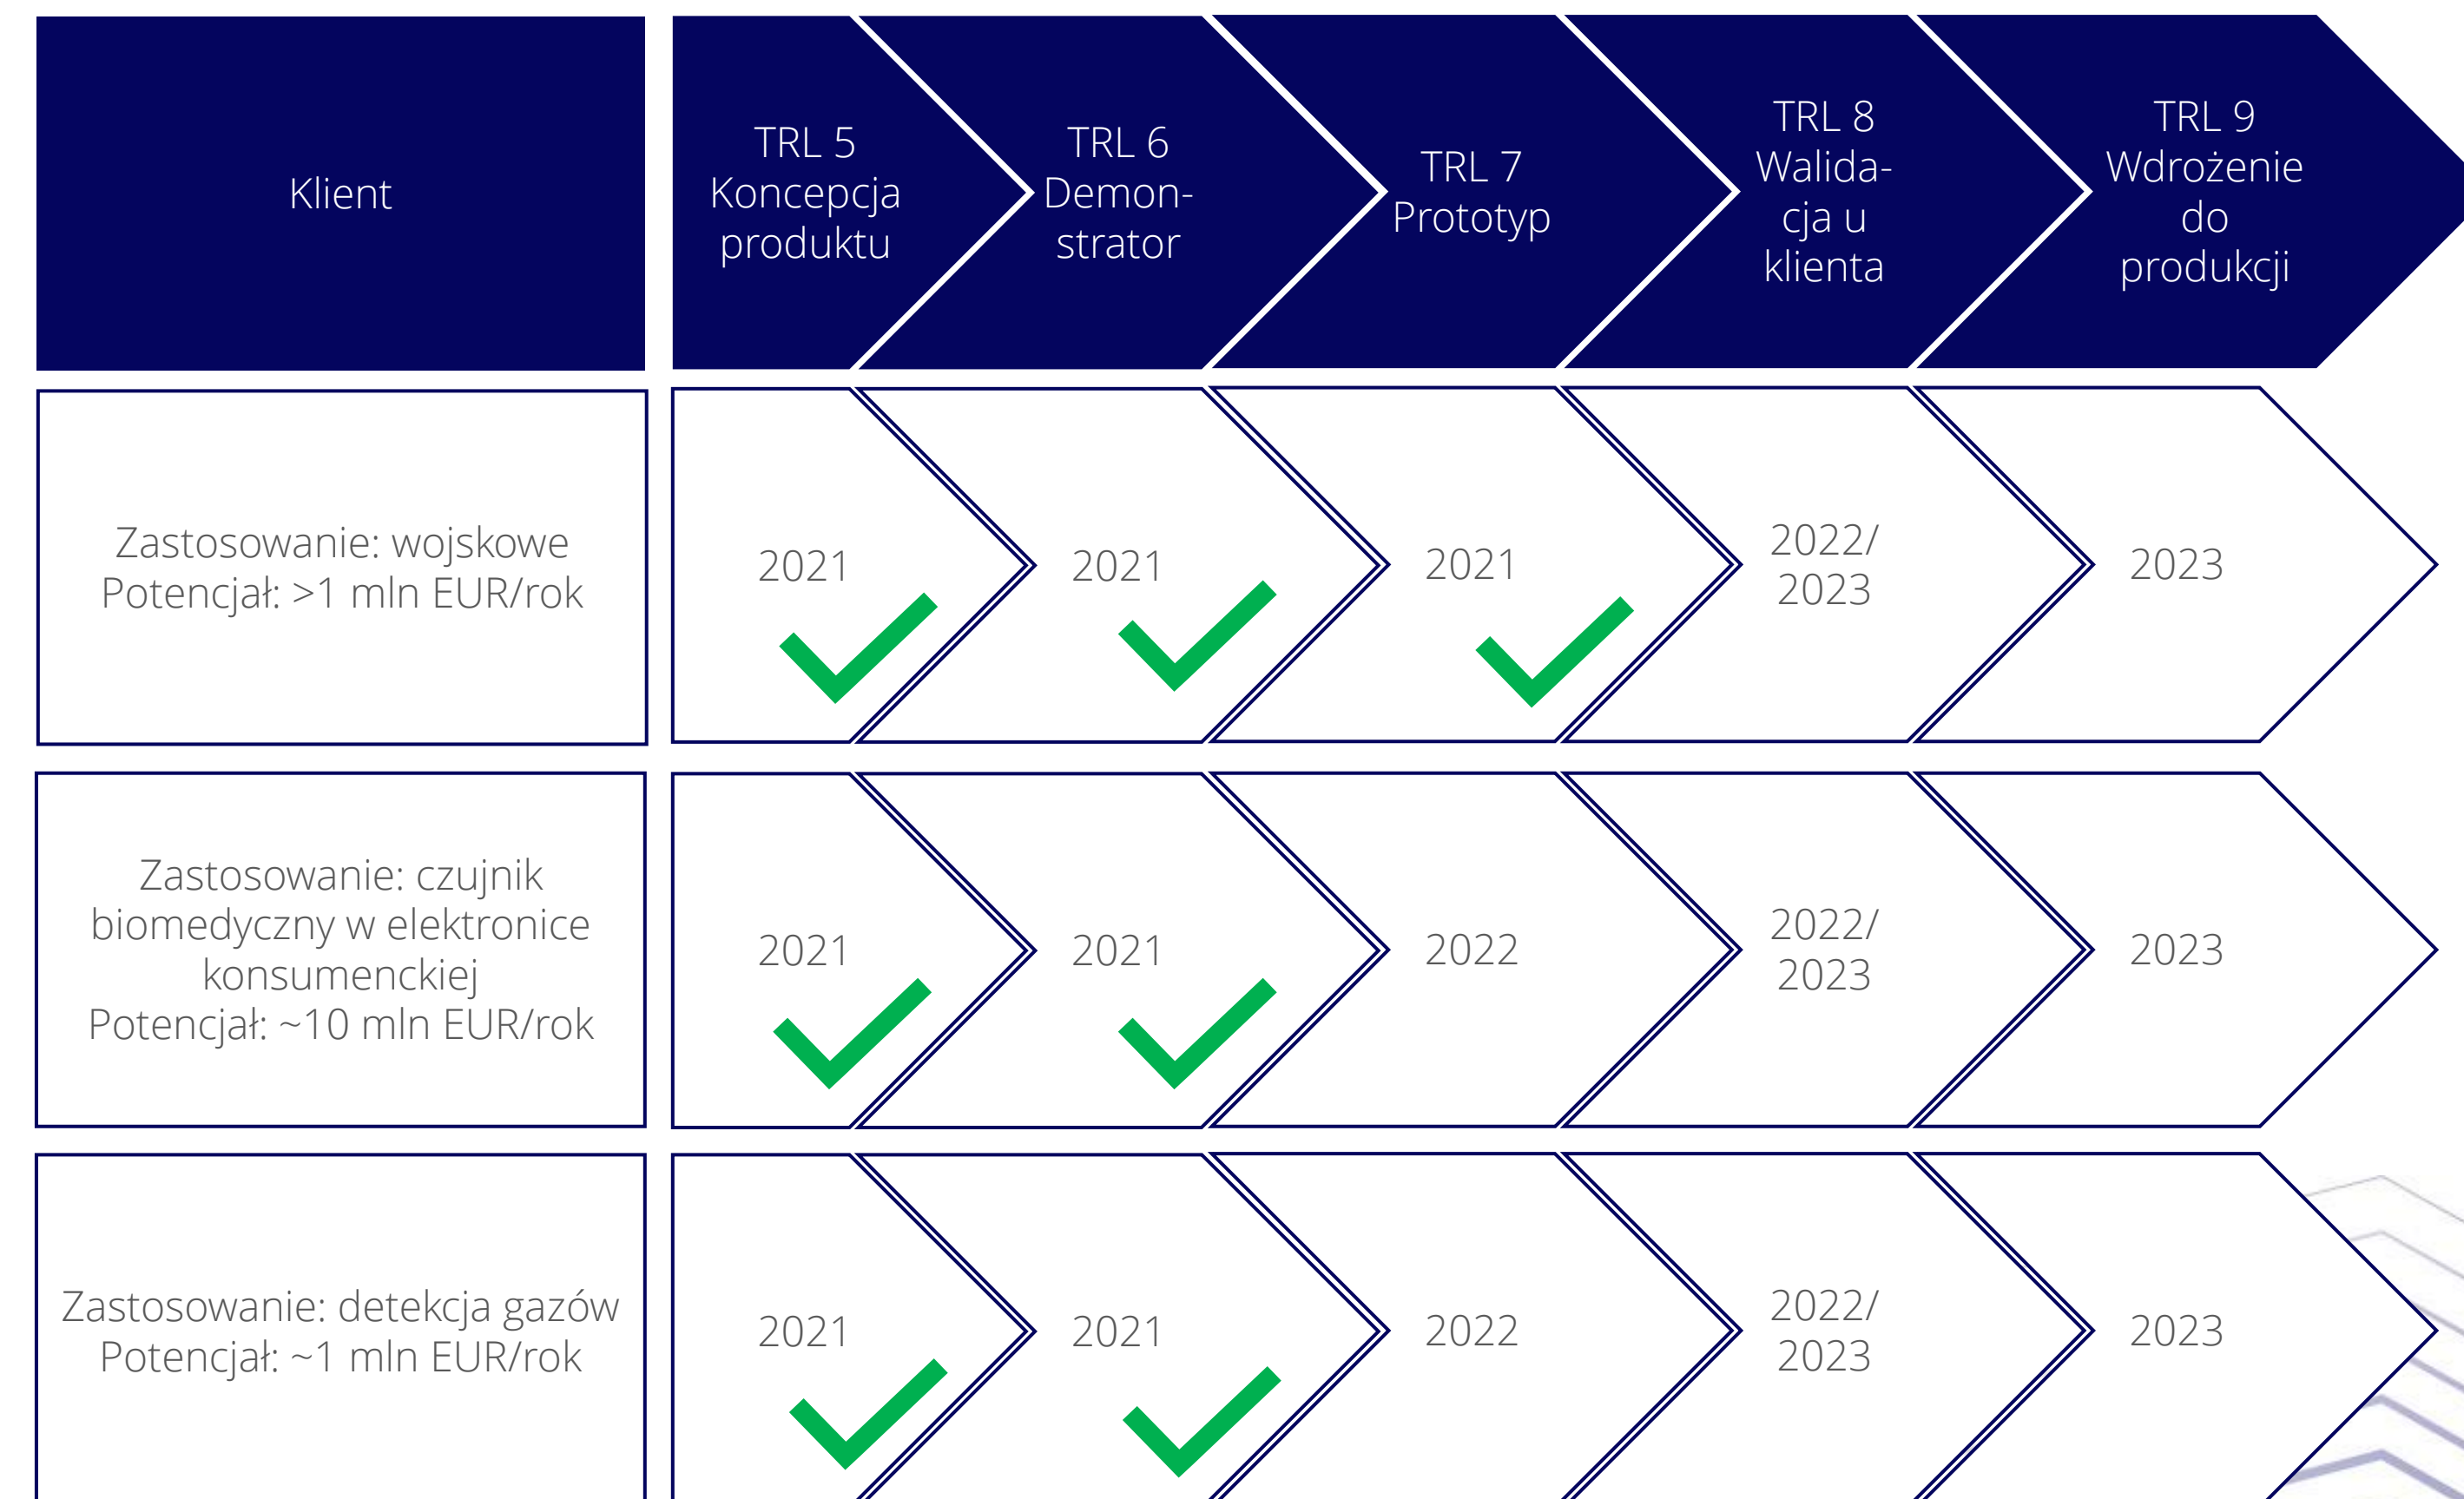 Klient
TRL 5
Koncepcja
produktu
TRL 6
Demon-
strator
TRL 7
Prototyp
TRL 8
Walida-
cja u
klienta
TRL 9
Wdrożenie
do
produkcji
Zastosowanie: wojskowe
Potencjał: >1 mln EUR/rok
2021
2021
2021
2022/
2023
2023
Zastosowanie: czujnik
biomedyczny w elektronice
konsumenckiej
Potencjał: ~10 mln EUR/rok
2021
2021
2022
2022/
2023
2023
Zastosowanie: detekcja gazów
Potencjał: ~1 mln EUR/rok
2021
2021
2022
2022/
2023
2023